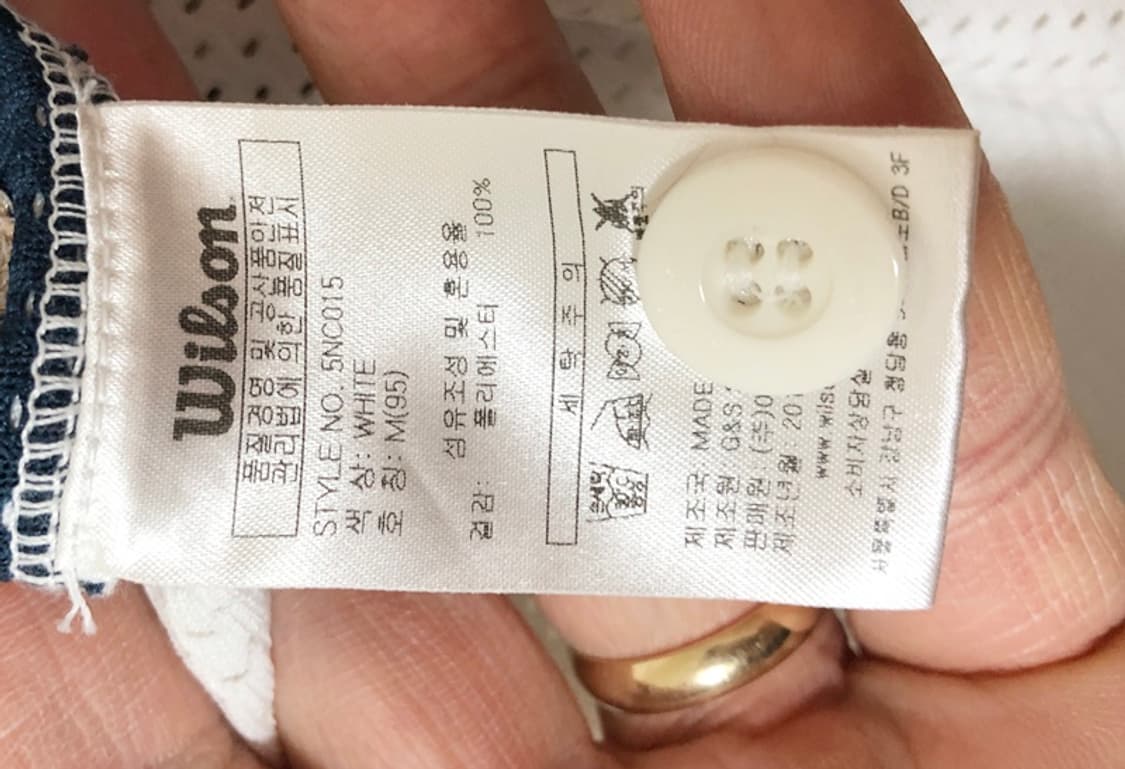 Wilson
품질경영 및 공산품안전
관리법에 의한 품질표시
STYLE NO. 5NC015
색 상: WHITE
호 칭: M(95)
섬유조성 및 혼용율
겉감: 폴리에스터 100%
세 탁 주 의
손세탁
제조국 MADE
제조원 G&S
판매원: (주)
제조년월: 201
www wils
소비자상담실
서울특별시 강남구 청담동 B/D 3F